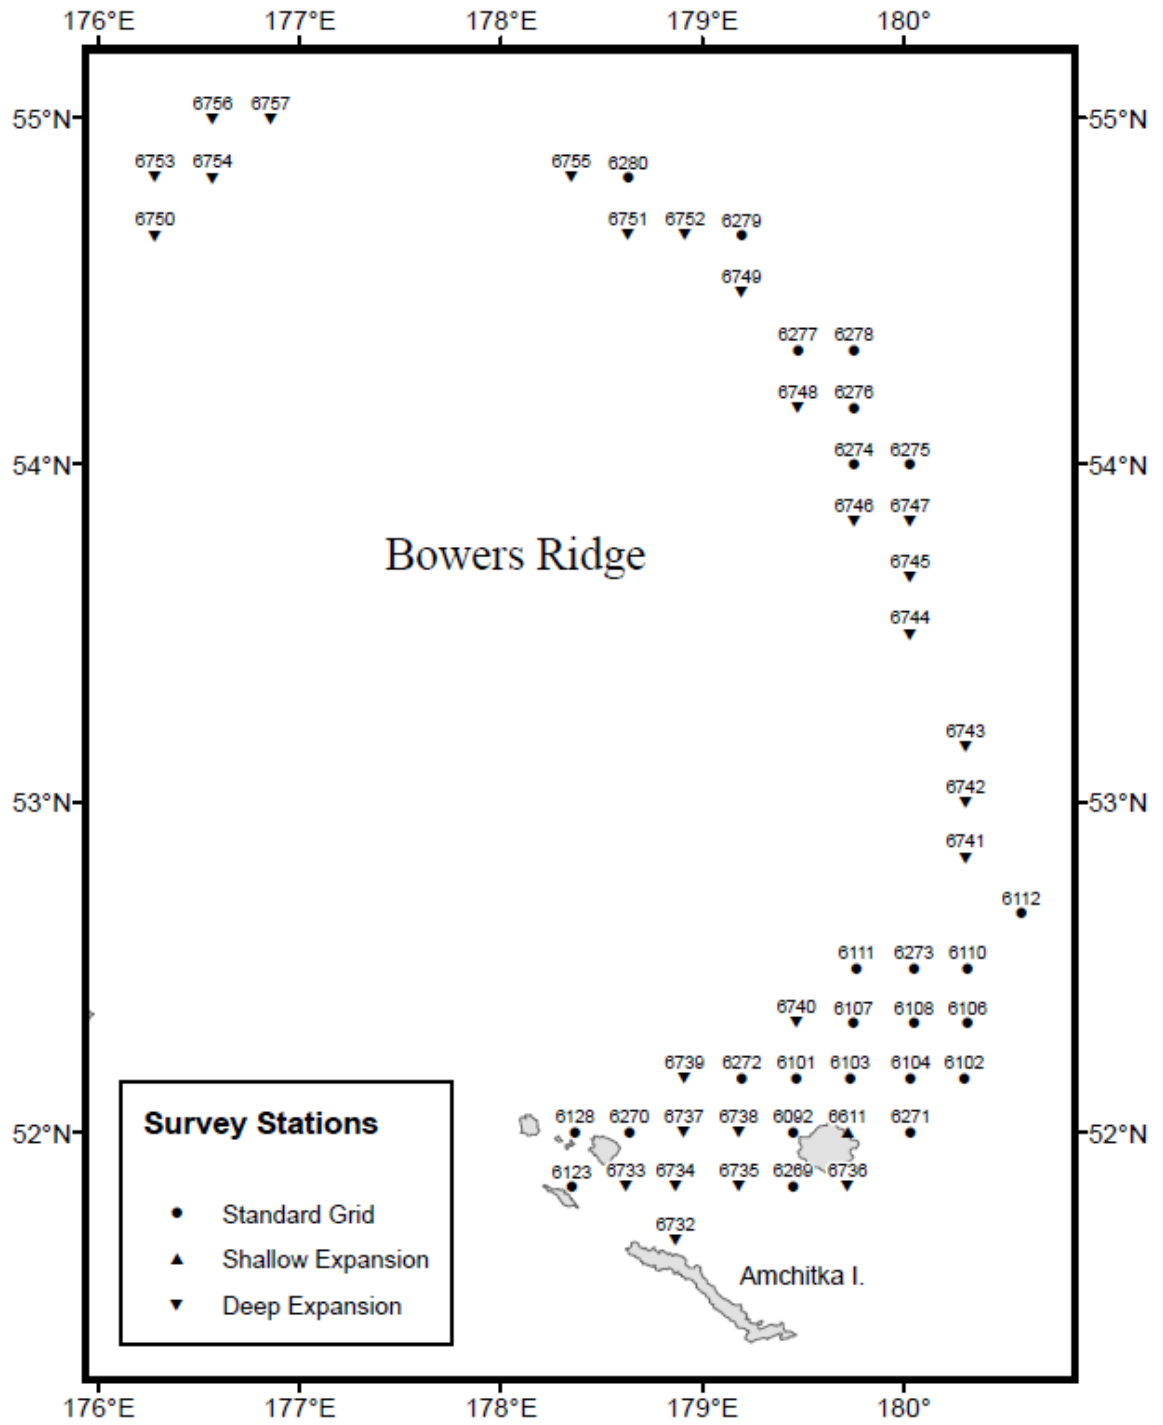 176°E 177°E 178°E 179°E 180°
6756 6757
55°N 55°N
6753 6754 6755 6280
6750 6751 6752 6279
6749
6277 6278
6748 6276
6274 6275
54°N 54°N
6746 6747
Bowers Ridge
6745
6744
6743
6742
53°N 53°N
6741
6112
6111 6273 6110
6740 6107 6108 6106
6739 6272 6101 6103 6104 6102
6128 6270 6737 6738 6092 6611 6271
52°N 52°N
6123 6733 6734 6735 6269 6736
6732
Amchitka I.
Survey Stations
Standard Grid
Shallow Expansion
Deep Expansion
176°E 177°E 178°E 179°E 180°